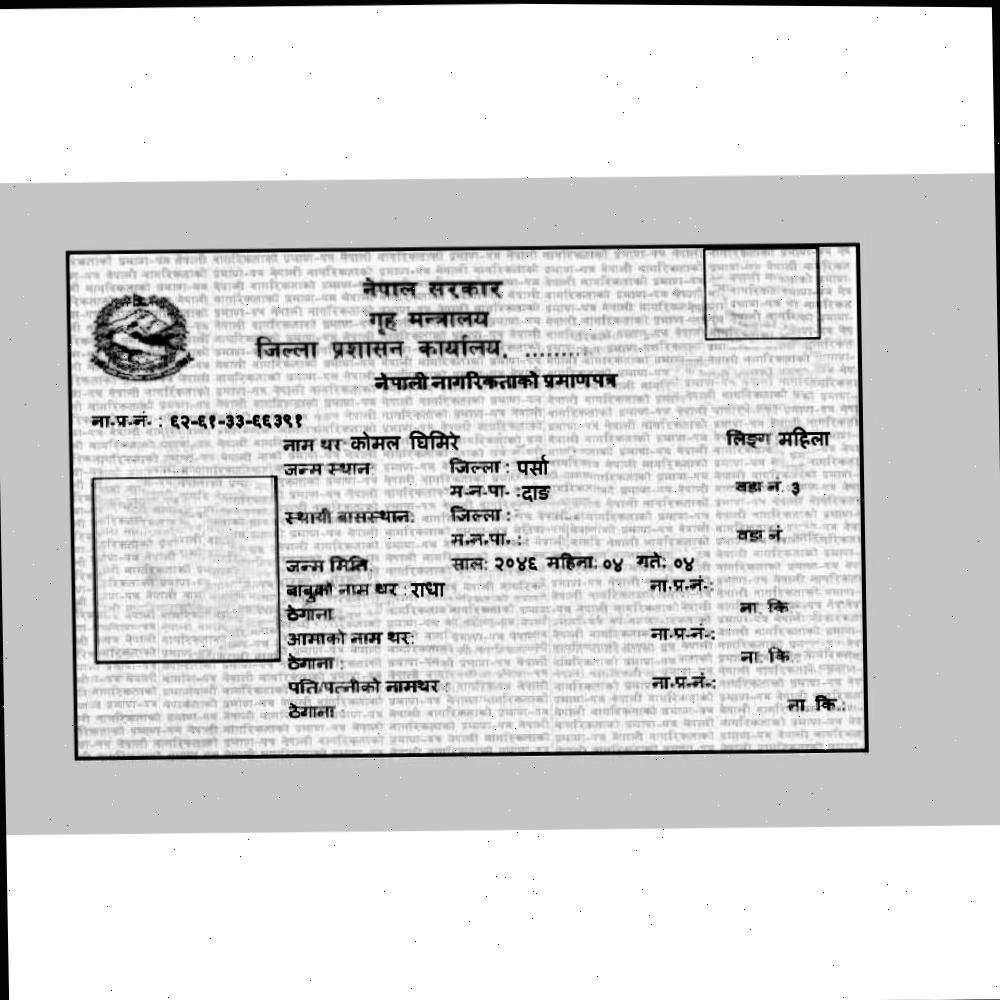 नेपाल सरकार
गृह मन्त्रालय
जिल्ला प्रशासन कार्यालय, ........
नेपाली नागरिकताको प्रमाणपत्र
ना.प्र.नं. : ६२-६१-३३-६६३९१
नाम थर कोमल घिमिरे लिङ्ग महिला
जन्म स्थान जिल्ला : पर्सा
म.न.पा. :दाङ वडा नं. ३
स्थायी बासस्थान: जिल्ला :
म.न.पा. : वडा नं.
जन्म मिति साल: २०४६ महिना: ०४ गते: ०४
बाबुको नाम थर : राधा ना.प्र.नं.:
ठेगाना ना. कि
आमाको नाम थर: ना.प्र.नं.:
ठेगाना : ना. कि.
पति/पत्नीको नामथर : ना.प्र.नं.:
ठेगाना : ना. कि.: